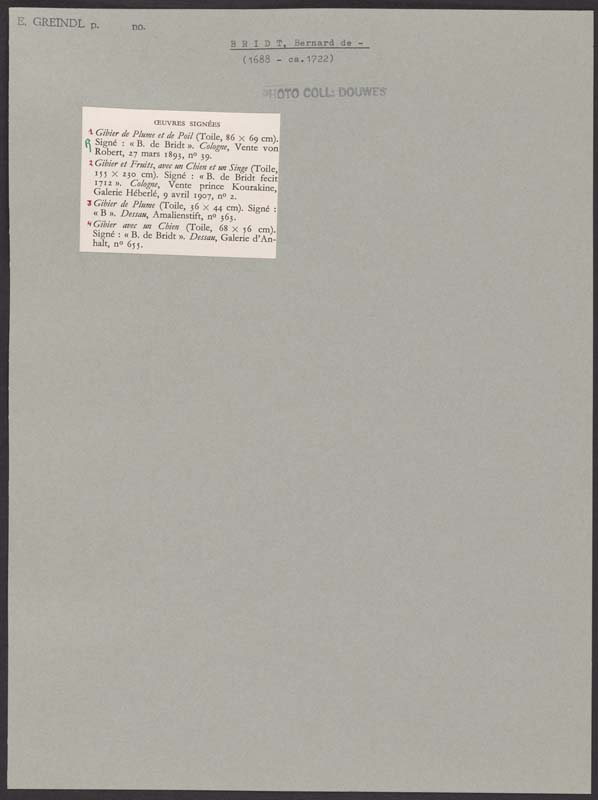 E. GREINDL p. no.
B R I D T, Bernard de -
(1688 - ca.1722)
PHOTO COLL: DOUWES
ŒUVRES SIGNÉES
1 Gibier de Plume et de Poil (Toile, 86 × 69 cm).
R Signé : « B. de Bridt ». Cologne, Vente von
Robert, 27 mars 1893, nº 39.
2 Gibier et Fruits, avec un Chien et un Singe (Toile,
155 × 230 cm). Signé : « B. de Bridt fecit
1712 ». Cologne, Vente prince Kourakine,
Galerie Héberlé, 9 avril 1907, nº 2.
3 Gibier de Plume (Toile, 56 × 44 cm). Signé :
« B ». Dessau, Amalienstift, nº 363.
4 Gibier avec un Chien (Toile, 68 × 56 cm).
Signé : « B. de Bridt ». Dessau, Galerie d'An-
halt, nº 655.